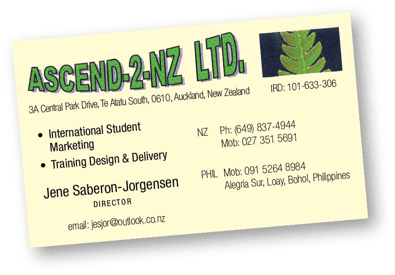 ASCEND-2-NZ LTD.
3A Central Park Drive, Te Atatu South, 0610, Auckland, New Zealand
IRD: 101-633-306
• International Student
Marketing
• Training Design & Delivery
Jene Saberon-Jorgensen
DIRECTOR
email: jesjor@outlook.co.nz
NZ Ph: (649) 837-4944
Mob: 027 351 5691
PHIL Mob: 091 5264 8984
Alegria Sur, Loay, Bohol, Philippines